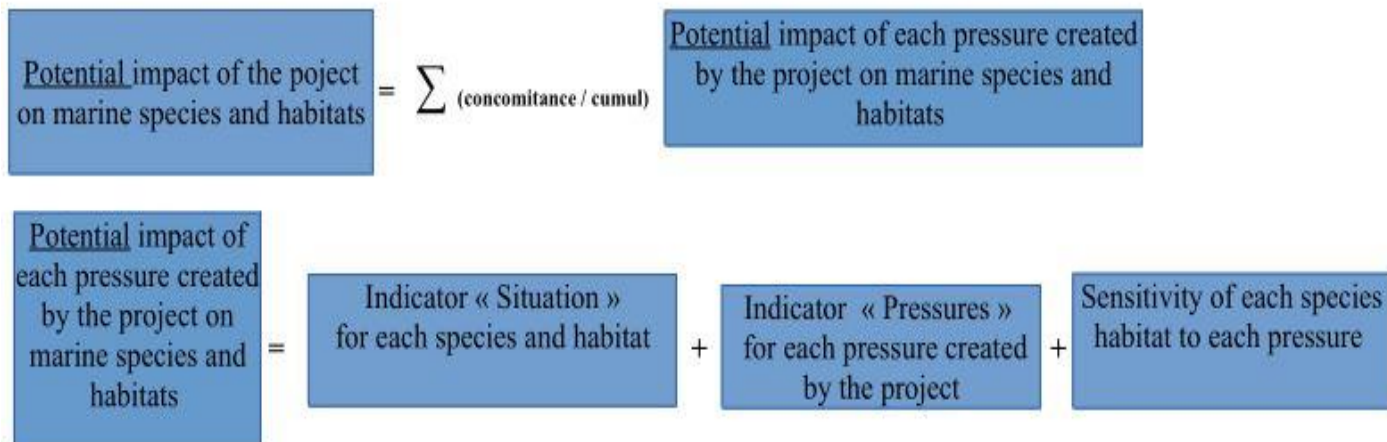 Potential impact of the poject
on marine species and habitats
=
∑ (concomitance / cumul)
Potential impact of each pressure created
by the project on marine species and
habitats
Potential impact of
each pressure created
by the project on
marine species and
habitats
=
Indicator « Situation »
for each species and habitat
+
Indicator « Pressures »
for each pressure created
by the project
+
Sensitivity of each species
habitat to each pressure